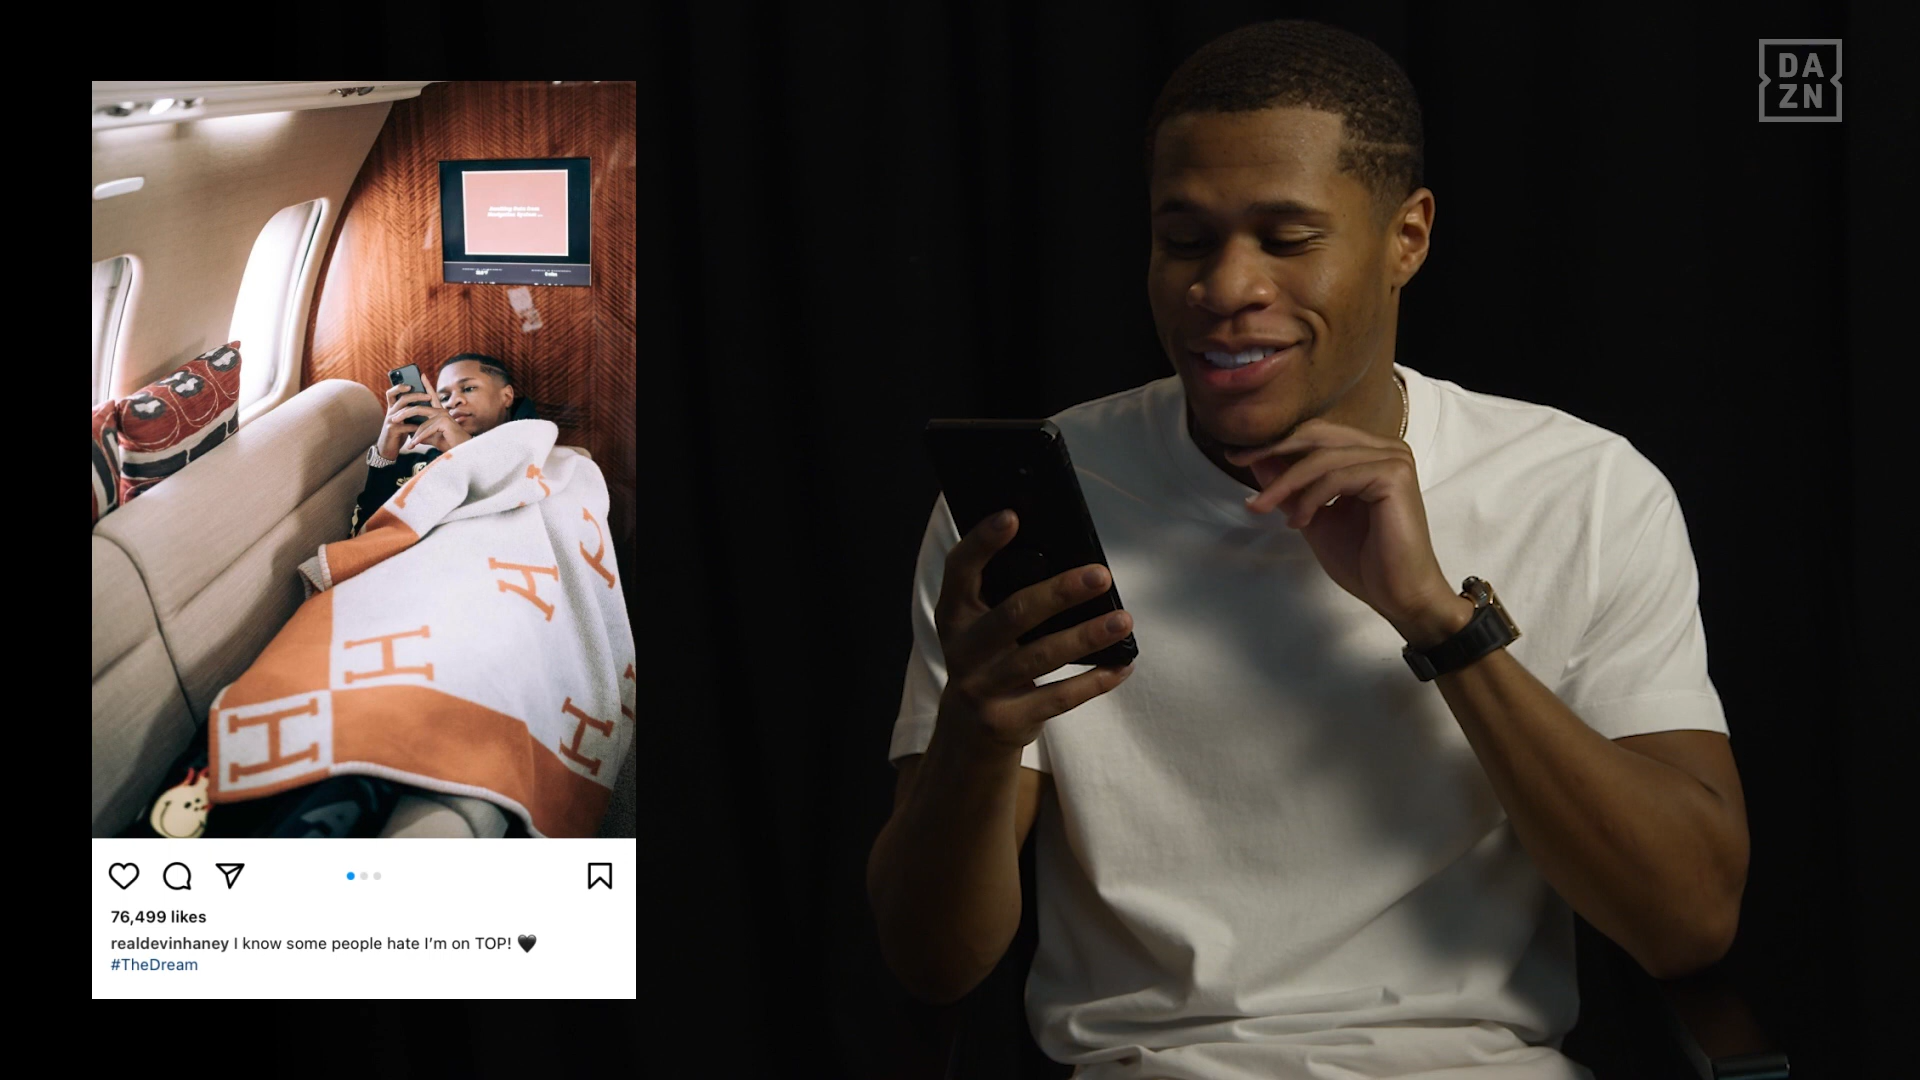 DA
ZN
H
H
H
H
H
76,499 likes
realdevinhaney I know some people hate I'm on TOP! 🖤
#TheDream